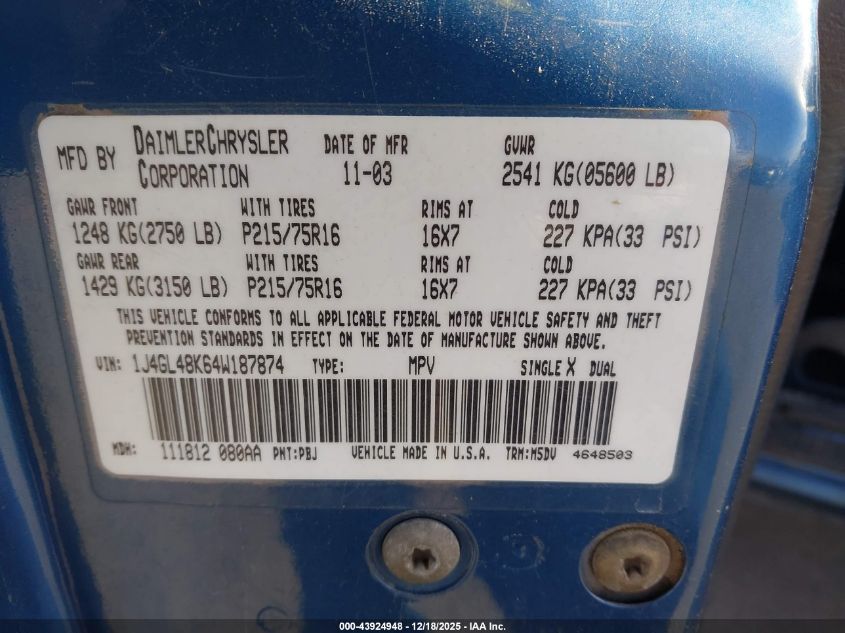 MFD BY DAIMLERCHRYSLER CORPORATION DATE OF MFR 11-03 GVWR 2541 KG(05600 LB)
GAWR FRONT WITH TIRES RIMS AT COLD
1248 KG(2750 LB) P215/75R16 16X7 227 KPA(33 PSI)
GAWR REAR WITH TIRES RIMS AT COLD
1429 KG(3150 LB) P215/75R16 16X7 227 KPA(33 PSI)
THIS VEHICLE CONFORMS TO ALL APPLICABLE FEDERAL MOTOR VEHICLE SAFETY AND THEFT
PREVENTION STANDARDS IN EFFECT ON THE DATE OF MANUFACTURE SHOWN ABOVE.
VIN: 1J4GL48K64W187874 TYPE: MPV SINGLE X DUAL
MDH: 111812 080AA PNT:PBJ VEHICLE MADE IN U.S.A. TRM:M5DV 4648503
000-43924948 - 12/18/2025 - IAA Inc.